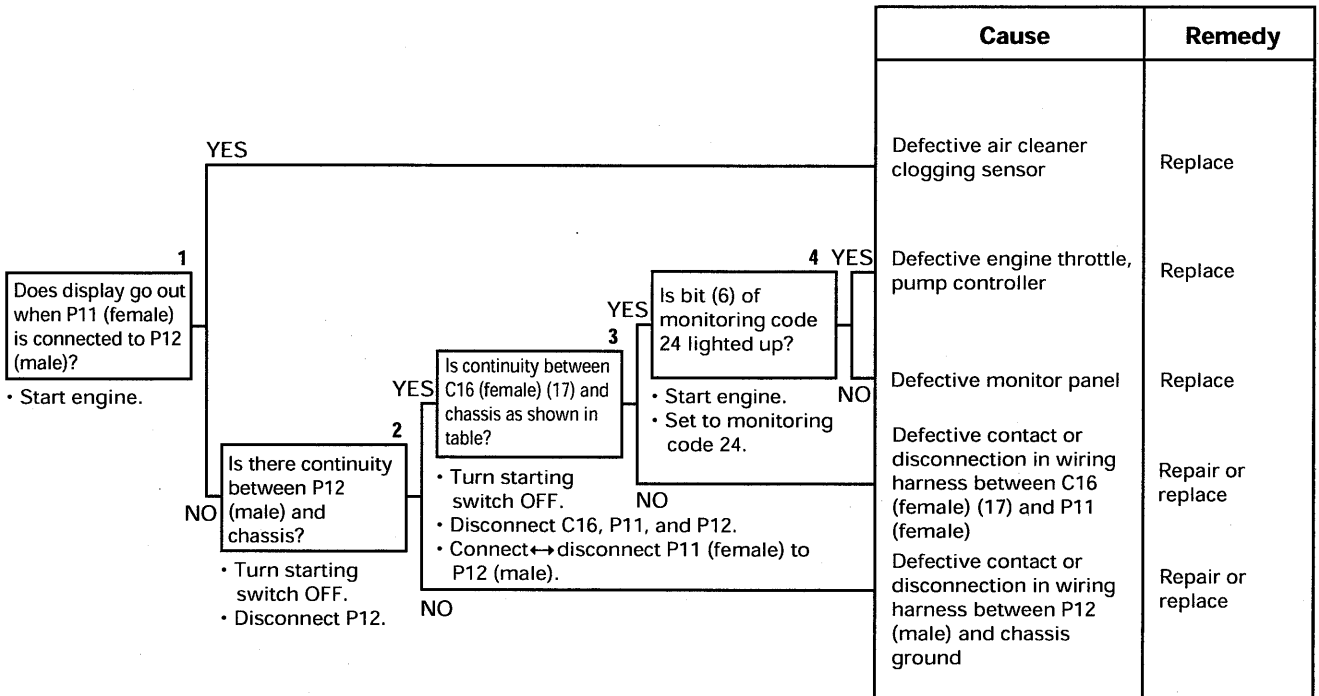 Cause
Remedy
YES
Defective air cleaner
clogging sensor
Replace
1
Does display go out
when P11 (female)
is connected to P12
(male)?
• Start engine.
NO
2
Is there continuity
between P12
(male) and
chassis?
• Turn starting
switch OFF.
• Disconnect P12.
YES
3
Is continuity between
C16 (female) (17) and
chassis as shown in
table?
• Turn starting
switch OFF.
• Disconnect C16, P11, and P12.
• Connect↔disconnect P11 (female) to
P12 (male).
NO
YES
4
Is bit (6) of
monitoring code
24 lighted up?
• Start engine.
• Set to monitoring
code 24.
NO
YES
Defective engine throttle,
pump controller
Replace
NO
Defective monitor panel
Replace
Defective contact or
disconnection in wiring
harness between C16
(female) (17) and P11
(female)
Repair or
replace
Defective contact or
disconnection in wiring
harness between P12
(male) and chassis
ground
Repair or
replace